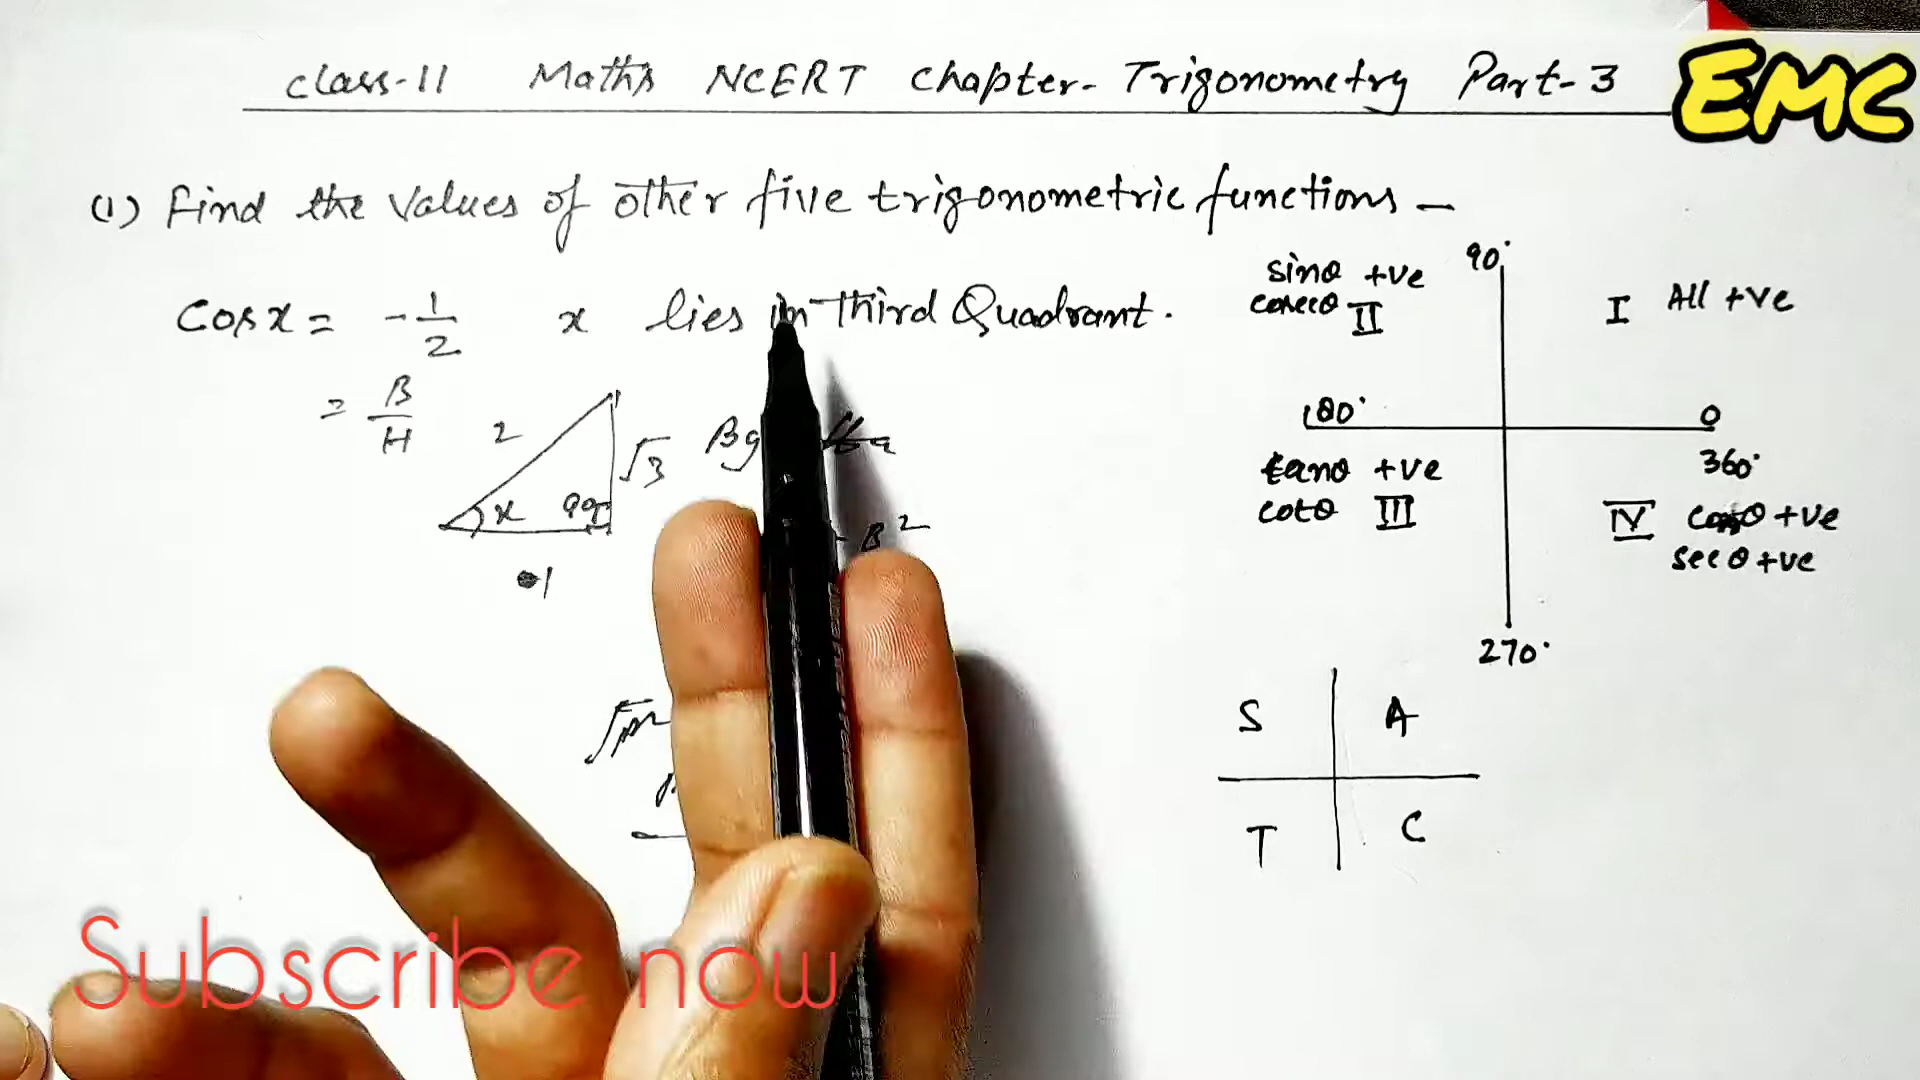 class-11 Maths NCERT Chapter- Trigonometry Part-3
EMC
(1) Find the values of other five trigonometric functions -
Cos x = -1/2 x lies in Third Quadrant.
= B/H
2
√3
x 90°
1
B²
90°
sinθ +ve
cosecθ II
I All +ve
180°
0
360°
tanθ +ve
cotθ III
IV cosθ +ve
secθ +ve
270°
S A
T C
Subscribe now